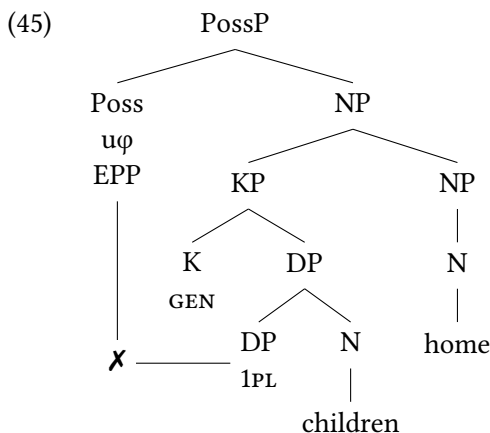 (45) PossP
Poss NP
uφ
EPP KP NP
K DP N
GEN
DP N home
✗ 1PL
children